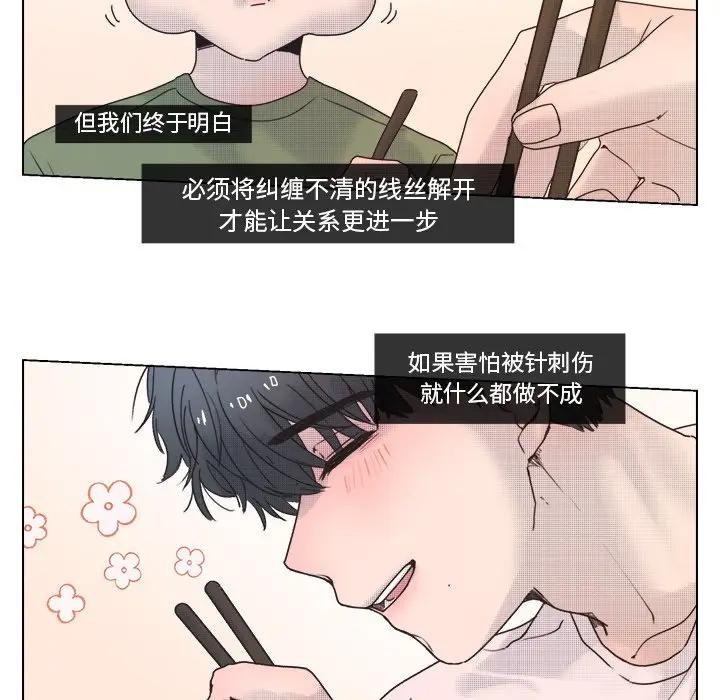 但我们终于明白
必须将纠缠不清的线丝解开
才能让关系更进一步
如果害怕被针刺伤
就什么都做不成